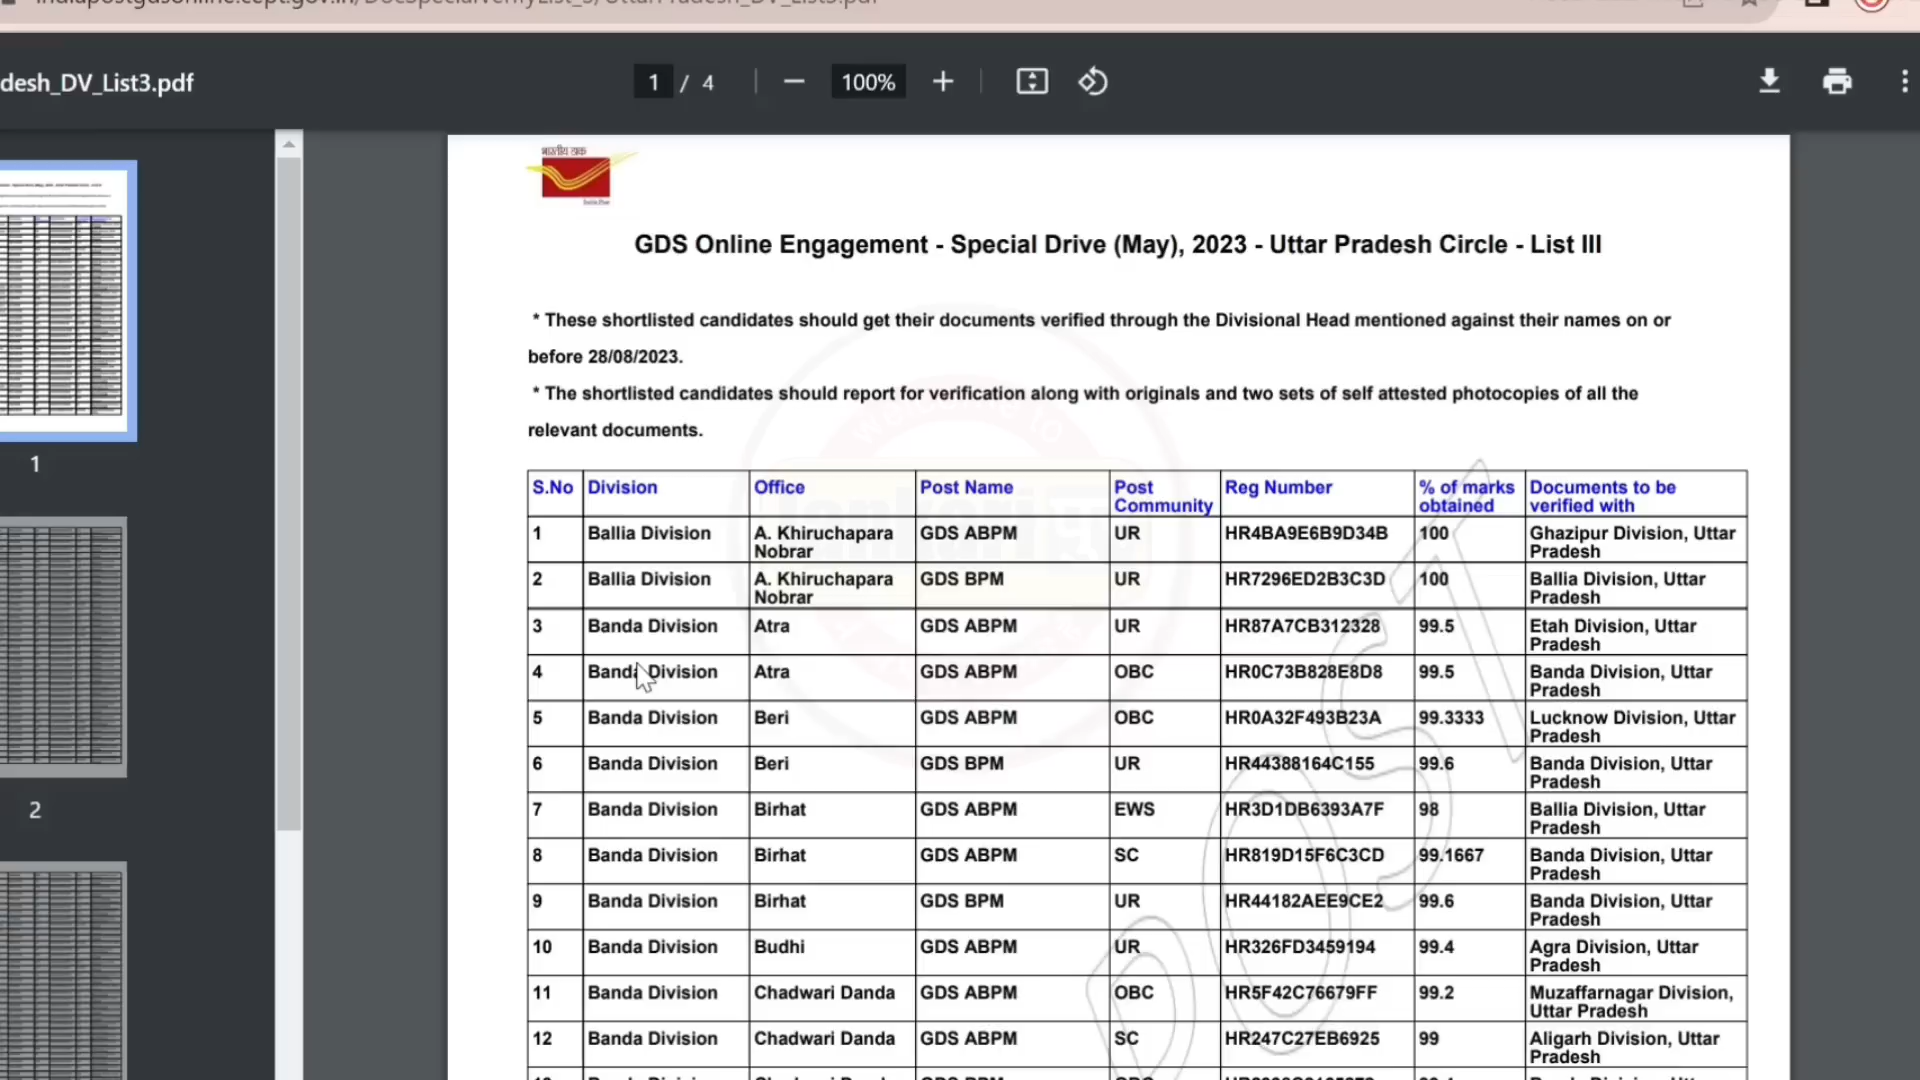 desh_DV_List3.pdf
1 / 4
100%
भारतीय डाक
India Post
GDS Online Engagement - Special Drive (May), 2023 - Uttar Pradesh Circle - List III
* These shortlisted candidates should get their documents verified through the Divisional Head mentioned against their names on or
before 28/08/2023.
* The shortlisted candidates should report for verification along with originals and two sets of self attested photocopies of all the
relevant documents.
S.No Division Office Post Name Post Community Reg Number % of marks obtained Documents to be verified with
1 Ballia Division A. Khiruchapara Nobrar GDS ABPM UR HR4BA9E6B9D34B 100 Ghazipur Division, Uttar Pradesh
2 Ballia Division A. Khiruchapara Nobrar GDS BPM UR HR7296ED2B3C3D 100 Ballia Division, Uttar Pradesh
3 Banda Division Atra GDS ABPM UR HR87A7CB312328 99.5 Etah Division, Uttar Pradesh
4 Banda Division Atra GDS ABPM OBC HR0C73B828E8D8 99.5 Banda Division, Uttar Pradesh
5 Banda Division Beri GDS ABPM OBC HR0A32F493B23A 99.3333 Lucknow Division, Uttar Pradesh
6 Banda Division Beri GDS BPM UR HR44388164C155 99.6 Banda Division, Uttar Pradesh
7 Banda Division Birhat GDS ABPM EWS HR3D1DB6393A7F 98 Ballia Division, Uttar Pradesh
8 Banda Division Birhat GDS ABPM SC HR819D15F6C3CD 99.1667 Banda Division, Uttar Pradesh
9 Banda Division Birhat GDS BPM UR HR44182AEE9CE2 99.6 Banda Division, Uttar Pradesh
10 Banda Division Budhi GDS ABPM UR HR326FD3459194 99.4 Agra Division, Uttar Pradesh
11 Banda Division Chadwari Danda GDS ABPM OBC HR5F42C76679FF 99.2 Muzaffarnagar Division, Uttar Pradesh
12 Banda Division Chadwari Danda GDS ABPM SC HR247C27EB6925 99 Aligarh Division, Uttar Pradesh
POST
1
2